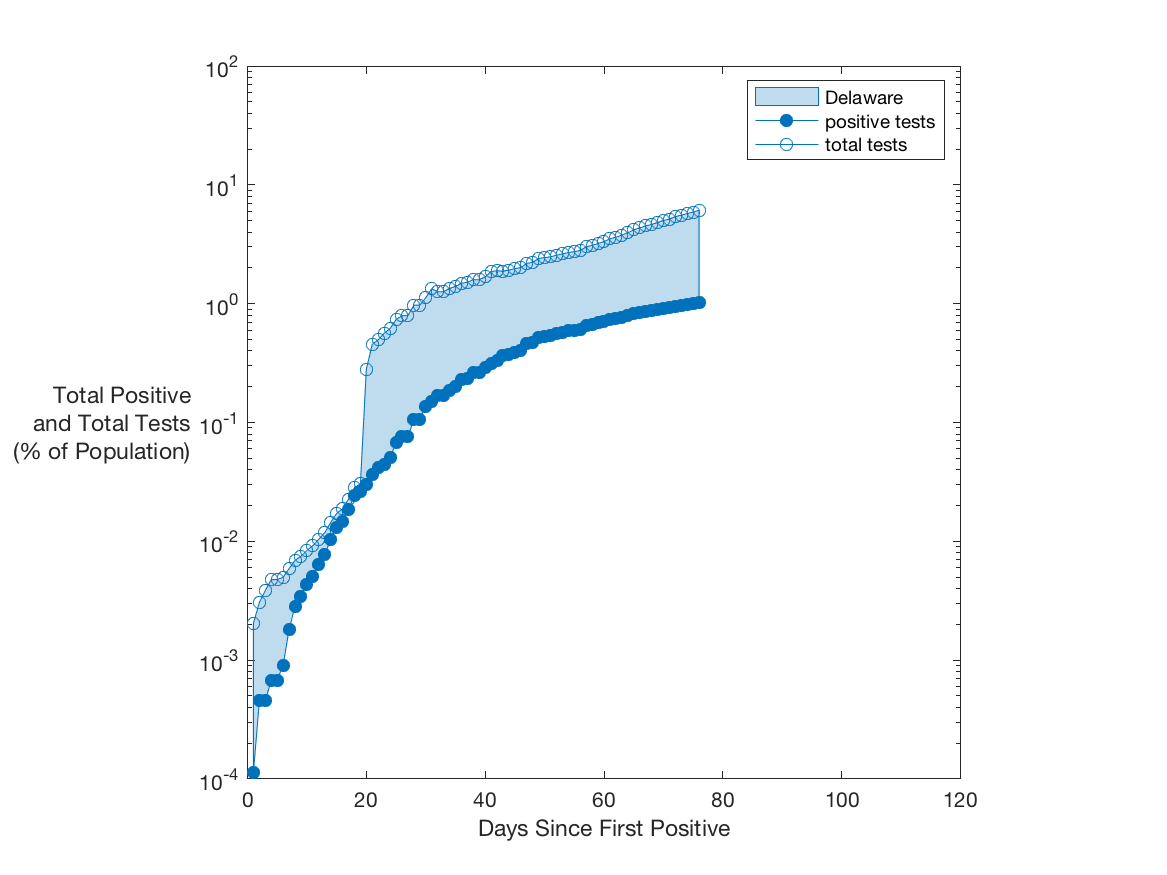 10^2
10^1
10^0
10^-1
10^-2
10^-3
10^-4
Total Positive
and Total Tests
(% of Population)
Delaware
positive tests
total tests
0 20 40 60 80 100 120
Days Since First Positive